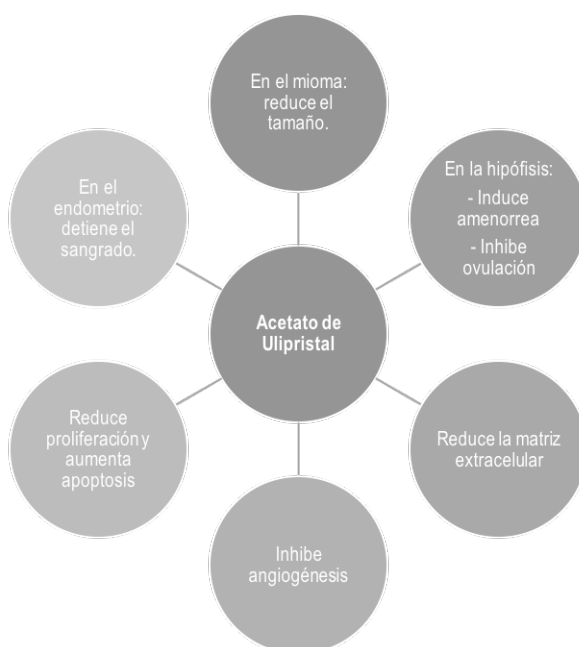 En el mioma:
reduce el
tamaño.
En la hipófisis:
- Induce
amenorrea
- Inhibe
ovulación
Reduce la matriz
extracelular
Inhibe
angiogénesis
Reduce
proliferación y
aumenta
apoptosis
En el
endometrio:
detiene el
sangrado.
Acetato de
Ulipristal